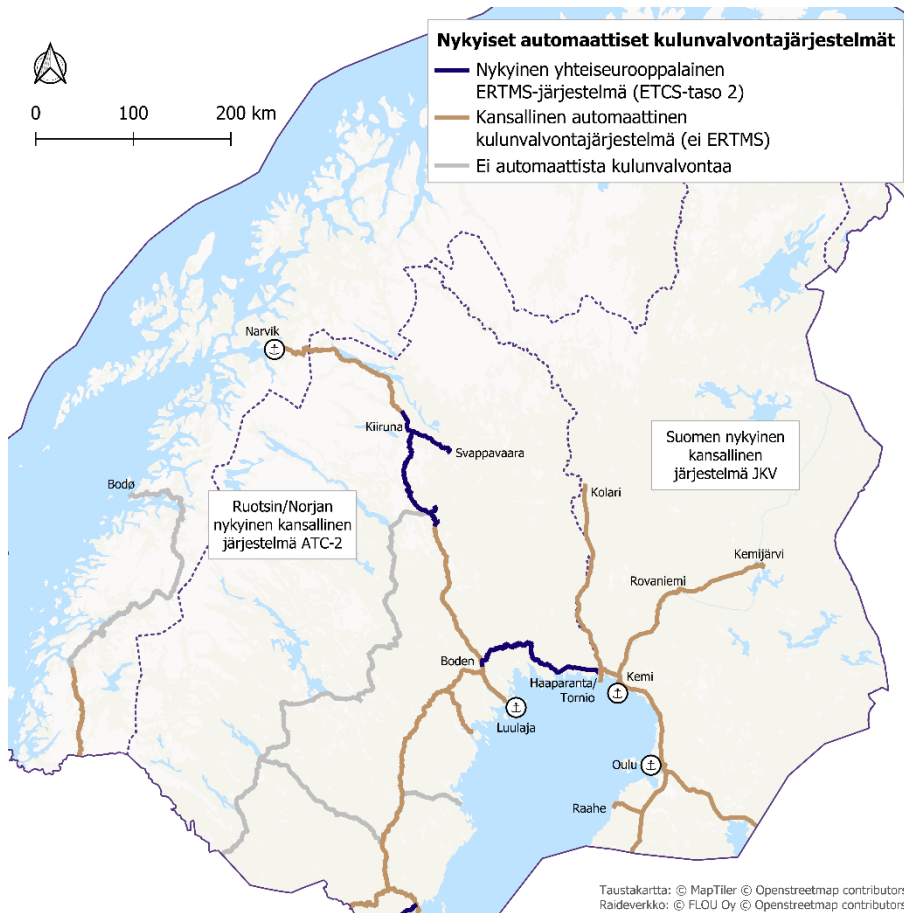 Nykyiset automaattiset kulunvalvontajärjestelmät
Nykyinen yhteiseurooppalainen
ERTMS-järjestelmä (ETCS-taso 2)
Kansallinen automaattinen
kulunvalvontajärjestelmä (ei ERTMS)
Ei automaattista kulunvalvontaa
0 100 200 km
Narvik
Kiiruna
Svappavaara
Bodø
Ruotsin/Norjan
nykyinen kansallinen
järjestelmä ATC-2
Suomen nykyinen
kansallinen
järjestelmä JKV
Kolari
Kemijärvi
Rovaniemi
Boden
Haaparanta/
Tornio
Kemi
Luulaja
Oulu
Raahe
Taustakartta: © MapTiler © Openstreetmap contributors
Raideverkko: © FLOU Oy © Openstreetmap contributors